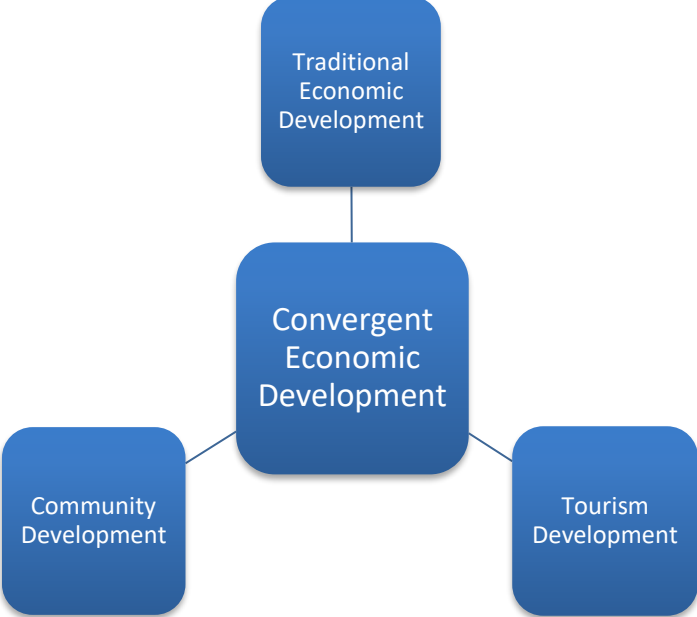 Traditional
Economic
Development
Convergent
Economic
Development
Community
Development
Tourism
Development